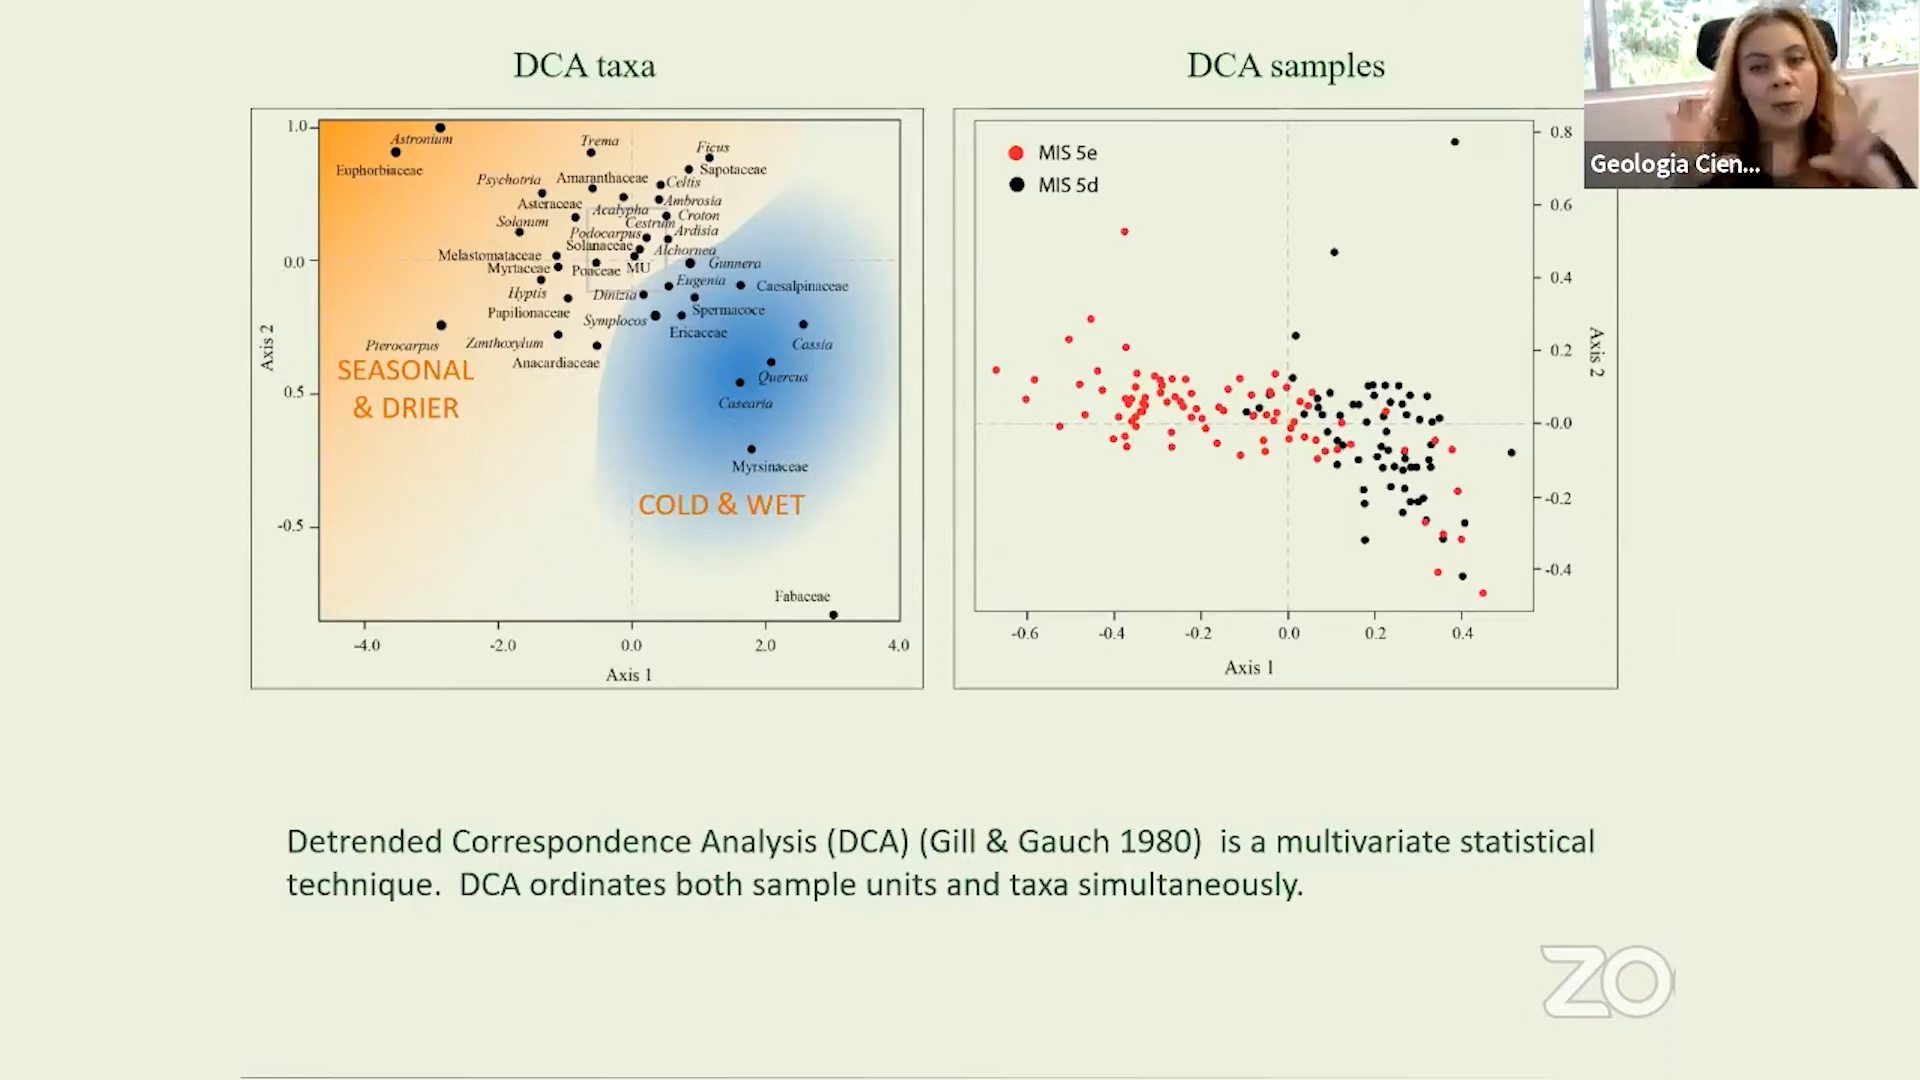 DCA taxa
DCA samples
Geologia Cien...
1.0
0.0
0.5
-0.5
Axis 2
-4.0
-2.0
0.0
2.0
4.0
Axis 1
Astronium
Euphorbiaceae
Trema
Ficus
Sapotaceae
Psychotria
Amaranthaceae
Celtis
Asteraceae
Acalypha
Ambrosia
Solanum
Cestrum
Croton
Podocarpus
Ardisia
Solanaceae
Alchornea
Melastomataceae
Myrtaceae
Poaceae
MU
Gunnera
Hyptis
Dinizia
Eugenia
Caesalpinaceae
Papilionaceae
Symplocos
Spermacoce
Ericaceae
Pterocarpus
Zanthoxylum
Cassia
Anacardiaceae
Quercus
Casearia
Myrsinaceae
Fabaceae
SEASONAL
& DRIER
COLD & WET
MIS 5e
MIS 5d
0.8
0.6
0.4
0.2
-0.0
-0.2
-0.4
Axis 2
-0.6
-0.4
-0.2
0.0
0.2
0.4
Axis 1
Detrended Correspondence Analysis (DCA) (Gill & Gauch 1980) is a multivariate statistical
technique. DCA ordinates both sample units and taxa simultaneously.
ZO